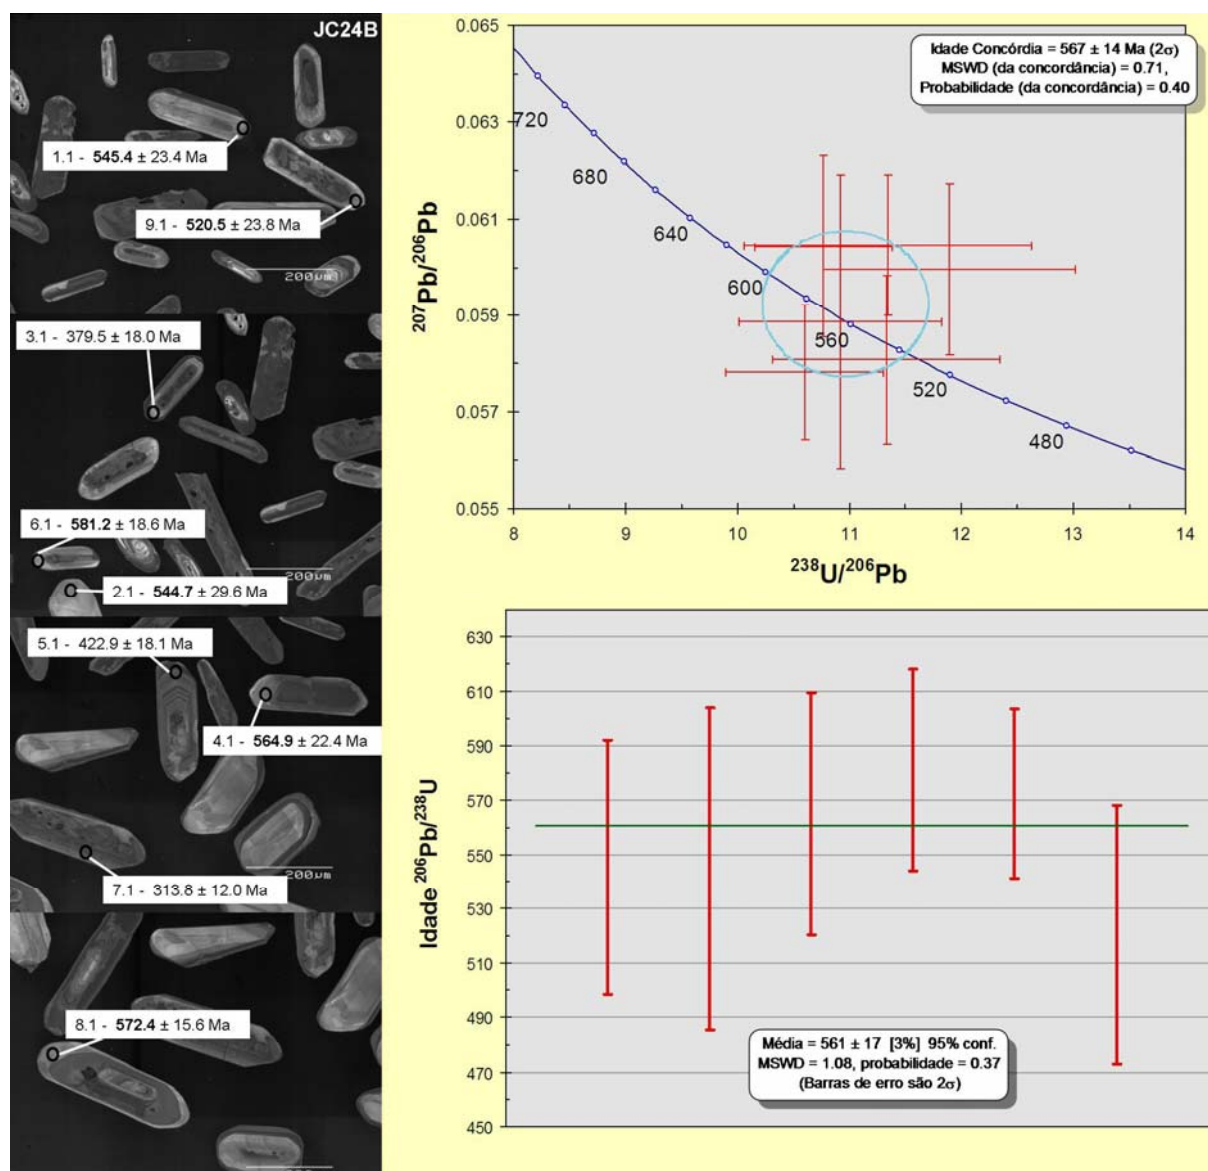 JC24B
1.1 - 545.4 ± 23.4 Ma
9.1 - 520.5 ± 23.8 Ma
200µm
3.1 - 379.5 ± 18.0 Ma
6.1 - 581.2 ± 18.6 Ma
200µm
2.1 - 544.7 ± 29.6 Ma
5.1 - 422.9 ± 18.1 Ma
4.1 - 564.9 ± 22.4 Ma
200µm
7.1 - 313.8 ± 12.0 Ma
8.1 - 572.4 ± 15.6 Ma
Idade Concórdia = 567 ± 14 Ma (2σ)
MSWD (da concordância) = 0.71,
Probabilidade (da concordância) = 0.40
0.065
0.063
0.061
0.059
0.057
0.055
²⁰⁷Pb/²⁰⁶Pb
720
680
640
600
560
520
480
8 9 10 11 12 13 14
²³⁸U/²⁰⁶Pb
630
610
590
570
550
530
510
490
470
450
Idade ²⁰⁶Pb/²³⁸U
Média = 561 ± 17 [3%] 95% conf.
MSWD = 1.08, probabilidade = 0.37
(Barras de erro são 2σ)